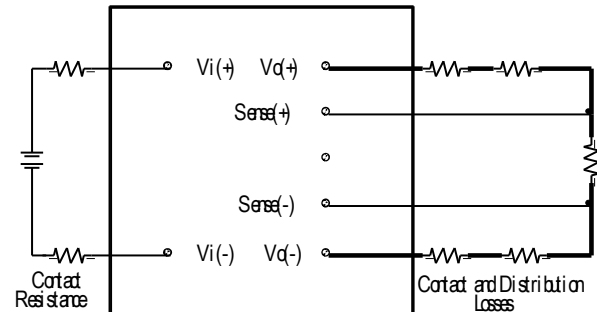 Vi(+) Vo(+)
Sense(+)
Sense(-)
Vi(-) Vo(-)
Contact
Resistance
Contact and Distribution
Losses